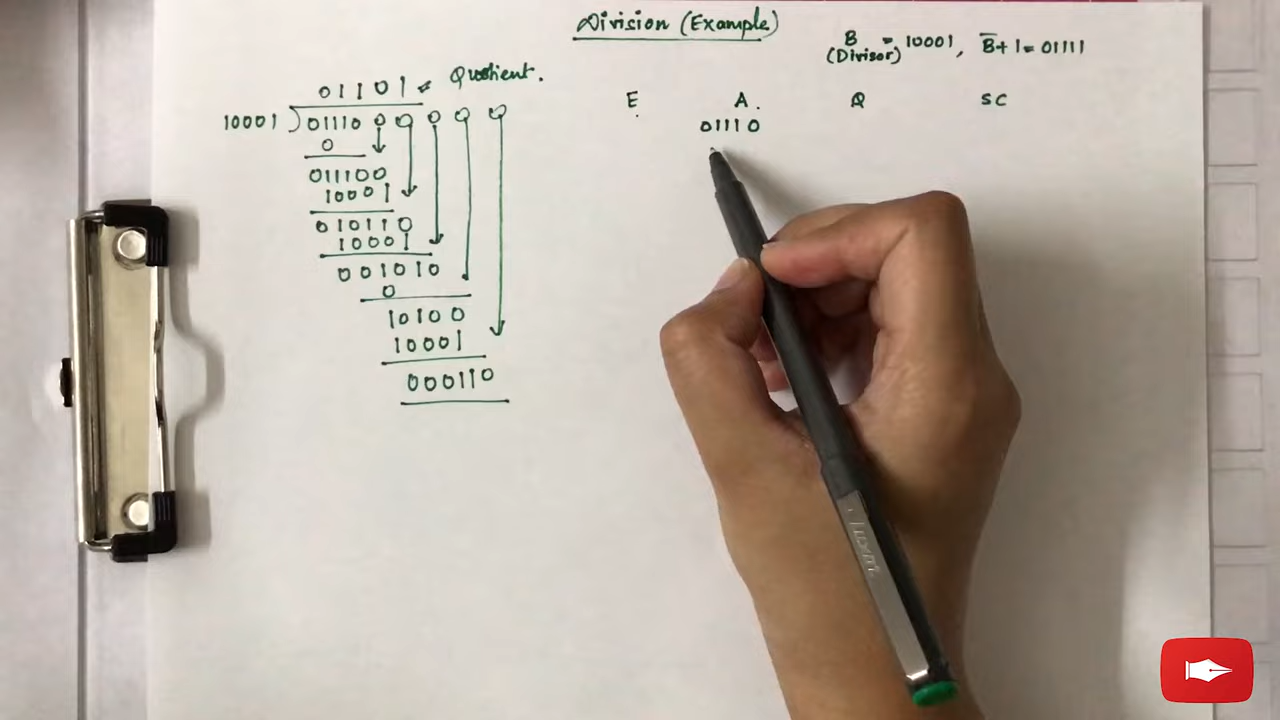 Division (Example)
B = 10001, B̅+1 = 01111
(Divisor)
01101 ← Quotient.
10001 ) 01110 0 0 0 0 0
0
011100
10001
010110
10001
001010
0
10100
10001
000110
E A. Q SC
01110